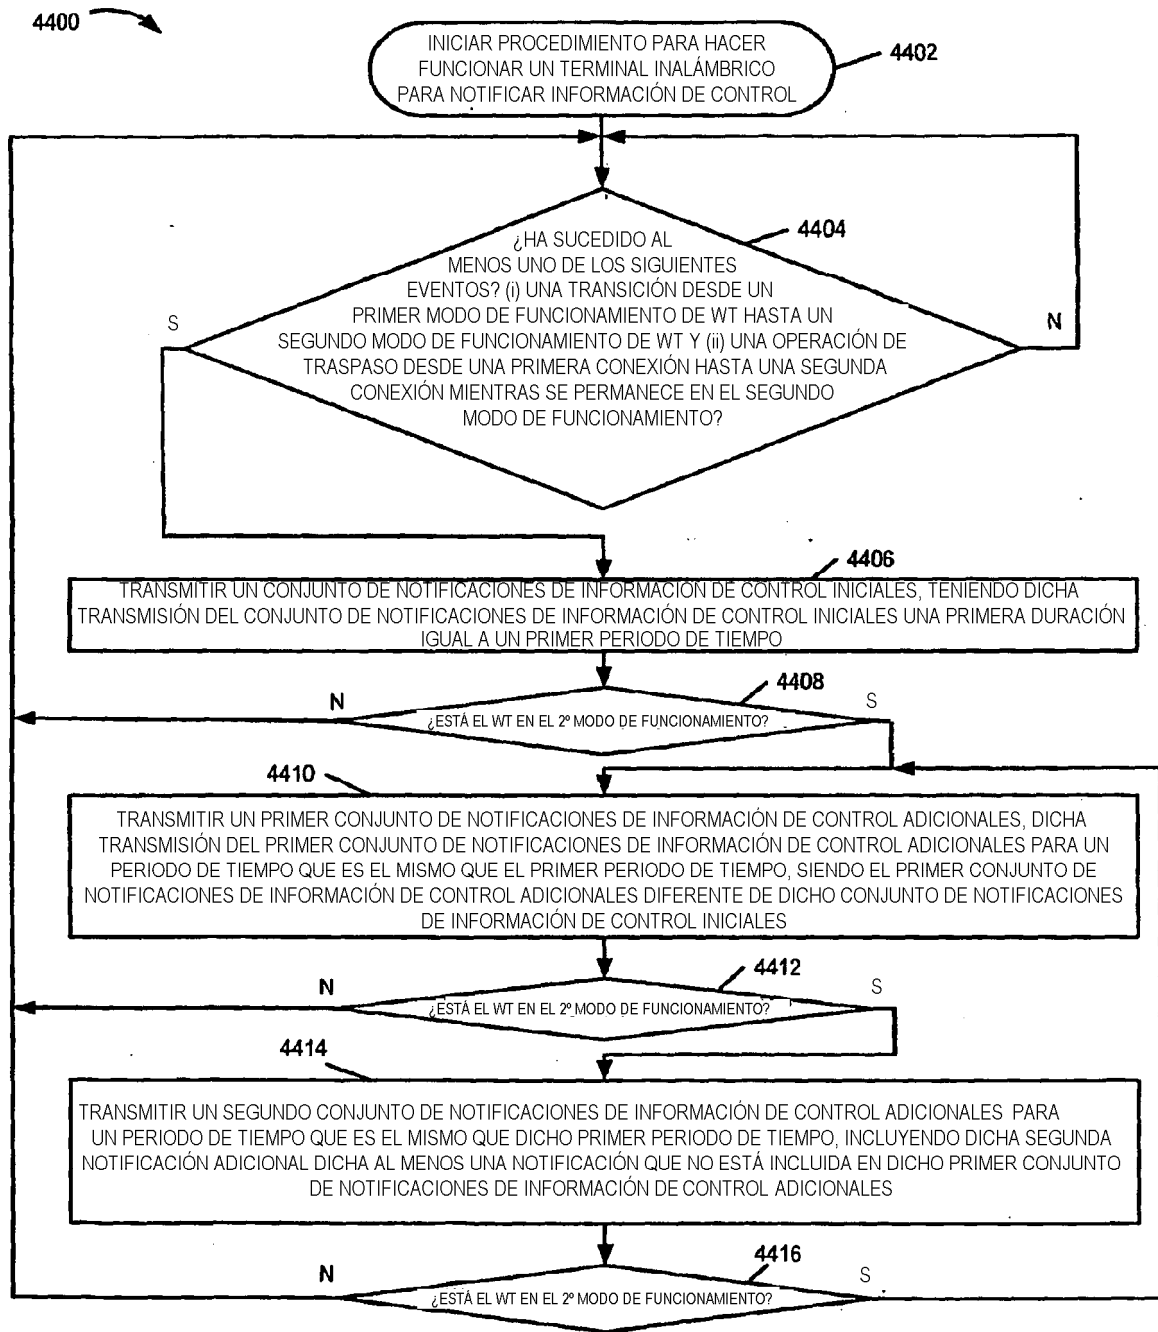 4400
INICIAR PROCEDIMIENTO PARA HACER
FUNCIONAR UN TERMINAL INALÁMBRICO
PARA NOTIFICAR INFORMACIÓN DE CONTROL
4402
4404
¿HA SUCEDIDO AL
MENOS UNO DE LOS SIGUIENTES
EVENTOS? (i) UNA TRANSICIÓN DESDE UN
PRIMER MODO DE FUNCIONAMIENTO DE WT HASTA UN
SEGUNDO MODO DE FUNCIONAMIENTO DE WT Y (ii) UNA OPERACIÓN DE
TRASPASO DESDE UNA PRIMERA CONEXIÓN HASTA UNA SEGUNDA
CONEXIÓN MIENTRAS SE PERMANECE EN EL SEGUNDO
MODO DE FUNCIONAMIENTO?
S
N
4406
TRANSMITIR UN CONJUNTO DE NOTIFICACIONES DE INFORMACIÓN DE CONTROL INICIALES, TENIENDO DICHA
TRANSMISIÓN DEL CONJUNTO DE NOTIFICACIONES DE INFORMACIÓN DE CONTROL INICIALES UNA PRIMERA DURACIÓN
IGUAL A UN PRIMER PERIODO DE TIEMPO
4408
N
S
¿ESTÁ EL WT EN EL 2º MODO DE FUNCIONAMIENTO?
4410
TRANSMITIR UN PRIMER CONJUNTO DE NOTIFICACIONES DE INFORMACIÓN DE CONTROL ADICIONALES, DICHA
TRANSMISIÓN DEL PRIMER CONJUNTO DE NOTIFICACIONES DE INFORMACIÓN DE CONTROL ADICIONALES PARA UN
PERIODO DE TIEMPO QUE ES EL MISMO QUE EL PRIMER PERIODO DE TIEMPO, SIENDO EL PRIMER CONJUNTO DE
NOTIFICACIONES DE INFORMACIÓN DE CONTROL ADICIONALES DIFERENTE DE DICHO CONJUNTO DE NOTIFICACIONES
DE INFORMACIÓN DE CONTROL INICIALES
4412
N
S
¿ESTÁ EL WT EN EL 2º MODO DE FUNCIONAMIENTO?
4414
TRANSMITIR UN SEGUNDO CONJUNTO DE NOTIFICACIONES DE INFORMACIÓN DE CONTROL ADICIONALES PARA
UN PERIODO DE TIEMPO QUE ES EL MISMO QUE DICHO PRIMER PERIODO DE TIEMPO, INCLUYENDO DICHA SEGUNDA
NOTIFICACIÓN ADICIONAL DICHA AL MENOS UNA NOTIFICACIÓN QUE NO ESTÁ INCLUIDA EN DICHO PRIMER CONJUNTO
DE NOTIFICACIONES DE INFORMACIÓN DE CONTROL ADICIONALES
4416
N
S
¿ESTÁ EL WT EN EL 2º MODO DE FUNCIONAMIENTO?